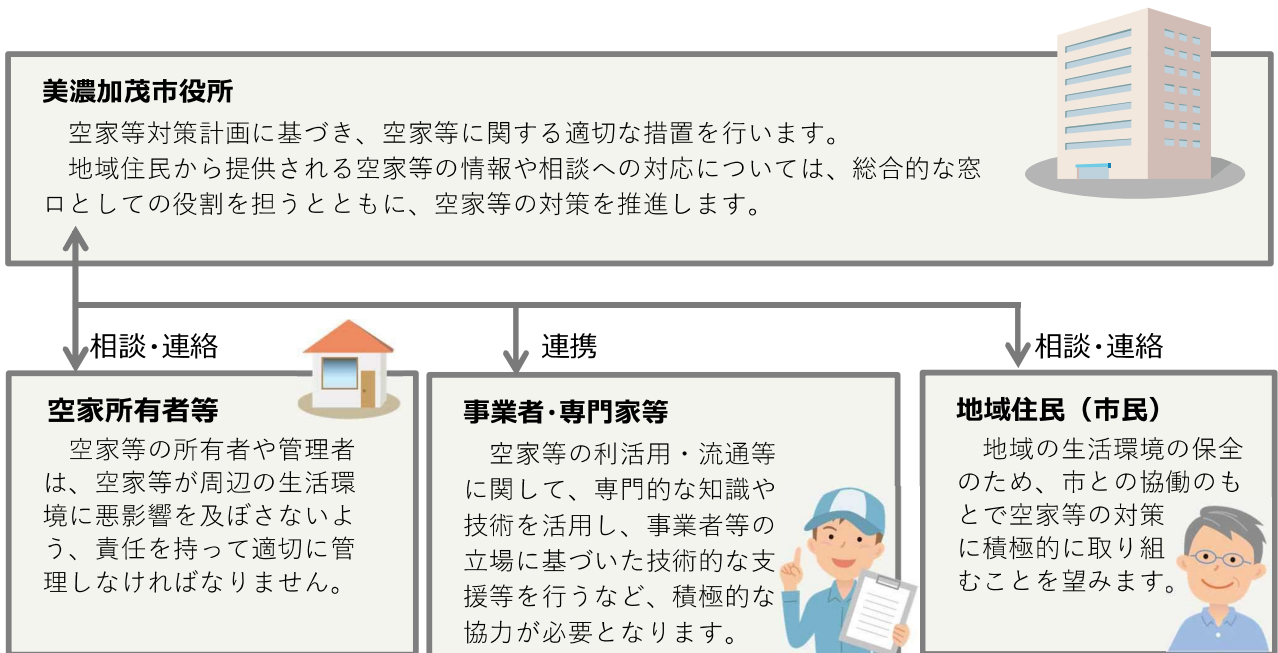 美濃加茂市役所
空家等対策計画に基づき、空家等に関する適切な措置を行います。
地域住民から提供される空家等の情報や相談への対応については、総合的な窓
口としての役割を担うとともに、空家等の対策を推進します。
相談・連絡
連携
相談・連絡
空家所有者等
空家等の所有者や管理者
は、空家等が周辺の生活環
境に悪影響を及ぼさないよ
う、責任を持って適切に管
理しなければなりません。
事業者・専門家等
空家等の利活用・流通等
に関して、専門的な知識や
技術を活用し、事業者等の
立場に基づいた技術的な支
援等を行うなど、積極的な
協力が必要となります。
地域住民（市民）
地域の生活環境の保全
のため、市との協働のも
とで空家等の対策
に積極的に取り組
むことを望みます。